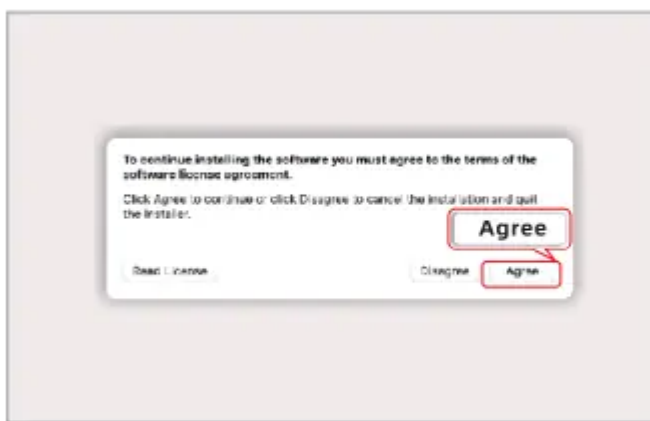 To continue installing the software you must agree to the terms of the
software license agreement.
Click Agree to continue or click Disagree to cancel the installation and quit
the Installer.
Agree
Read License
Disagree
Agree